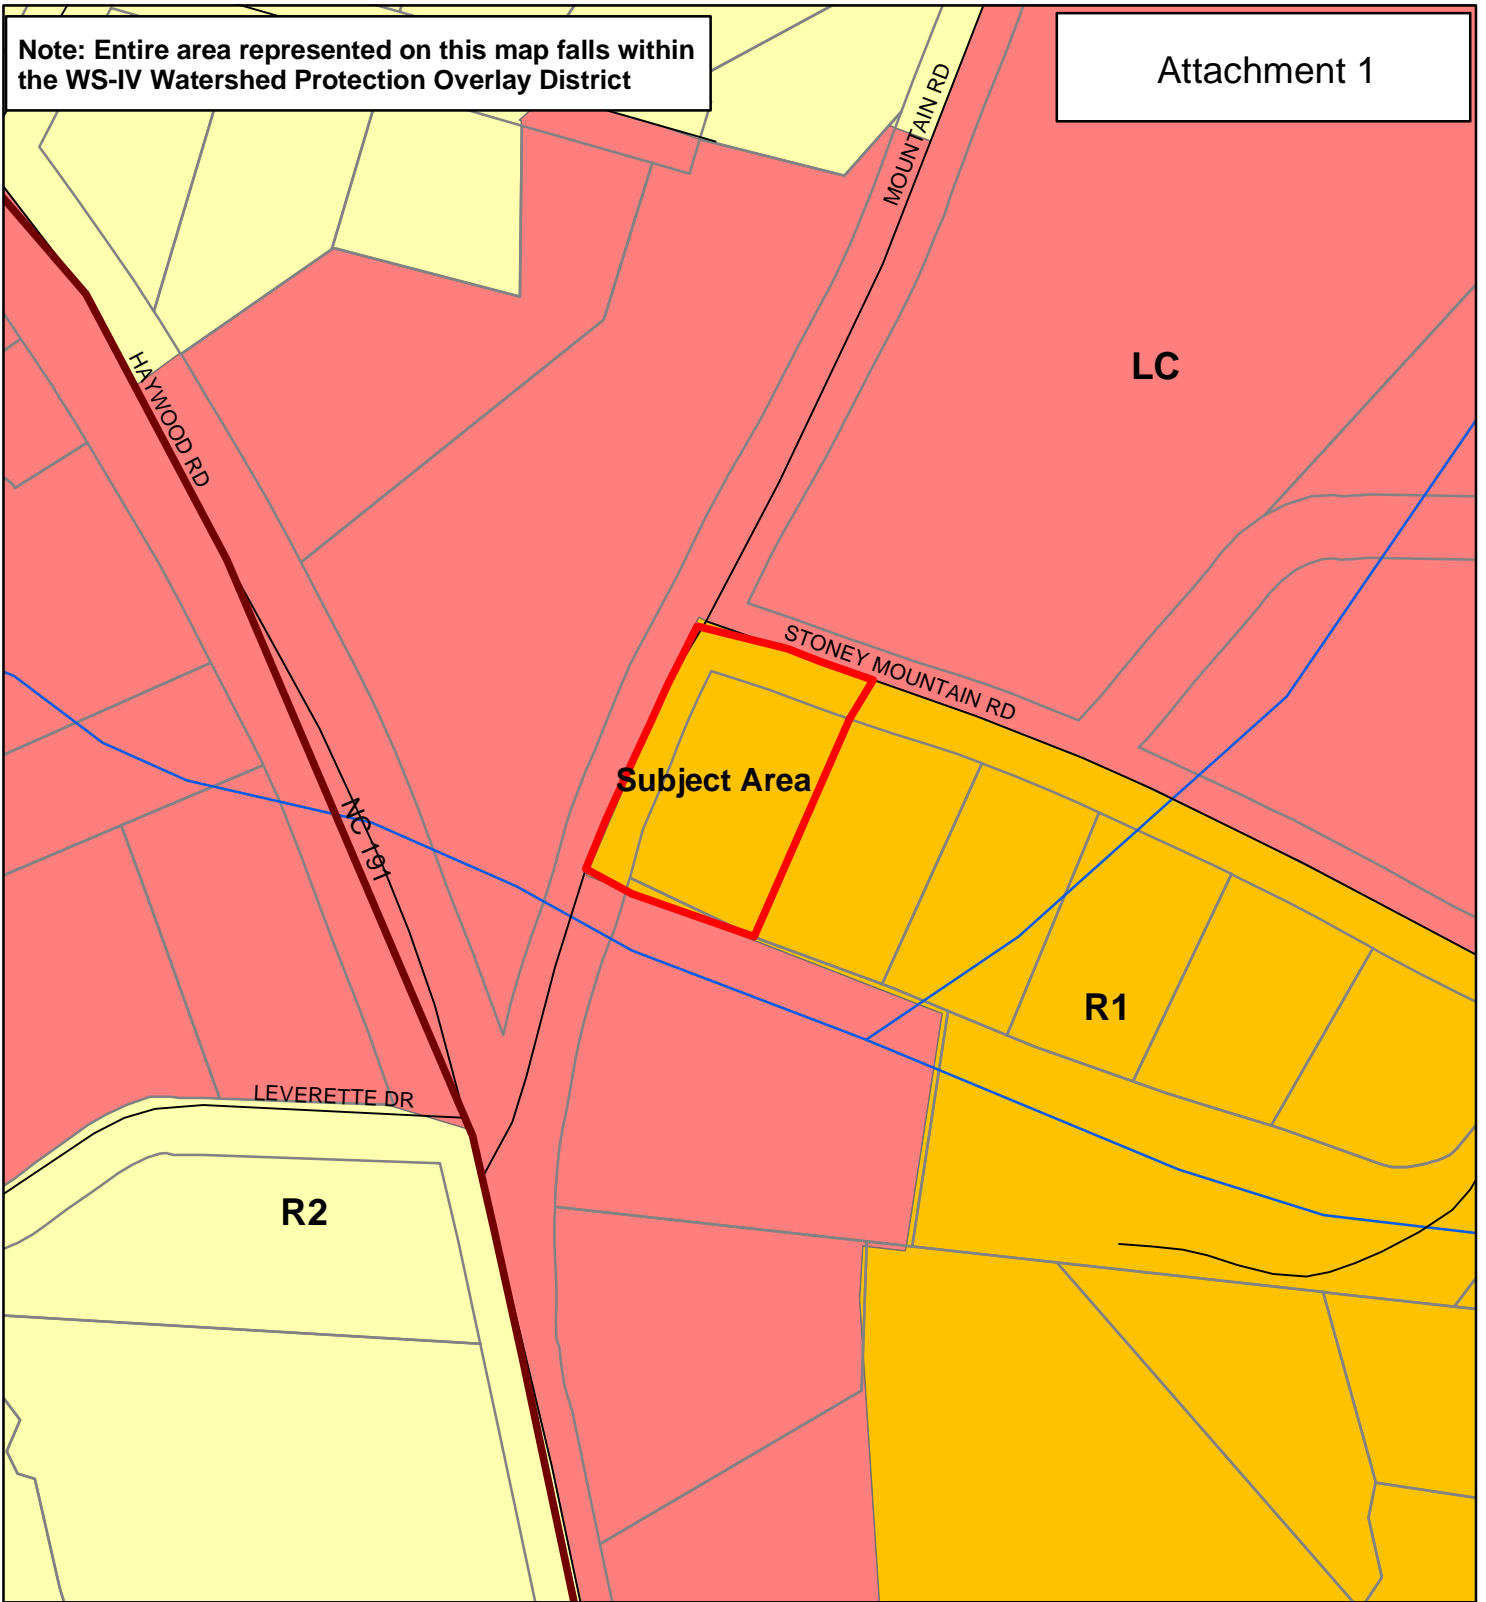 Note: Entire area represented on this map falls within
the WS-IV Watershed Protection Overlay District
Attachment 1
MOUNTAIN RD
LC
HAYWOOD RD
STONEY MOUNTAIN RD
Subject Area
NC 191
R1
LEVERETTE DR
R2